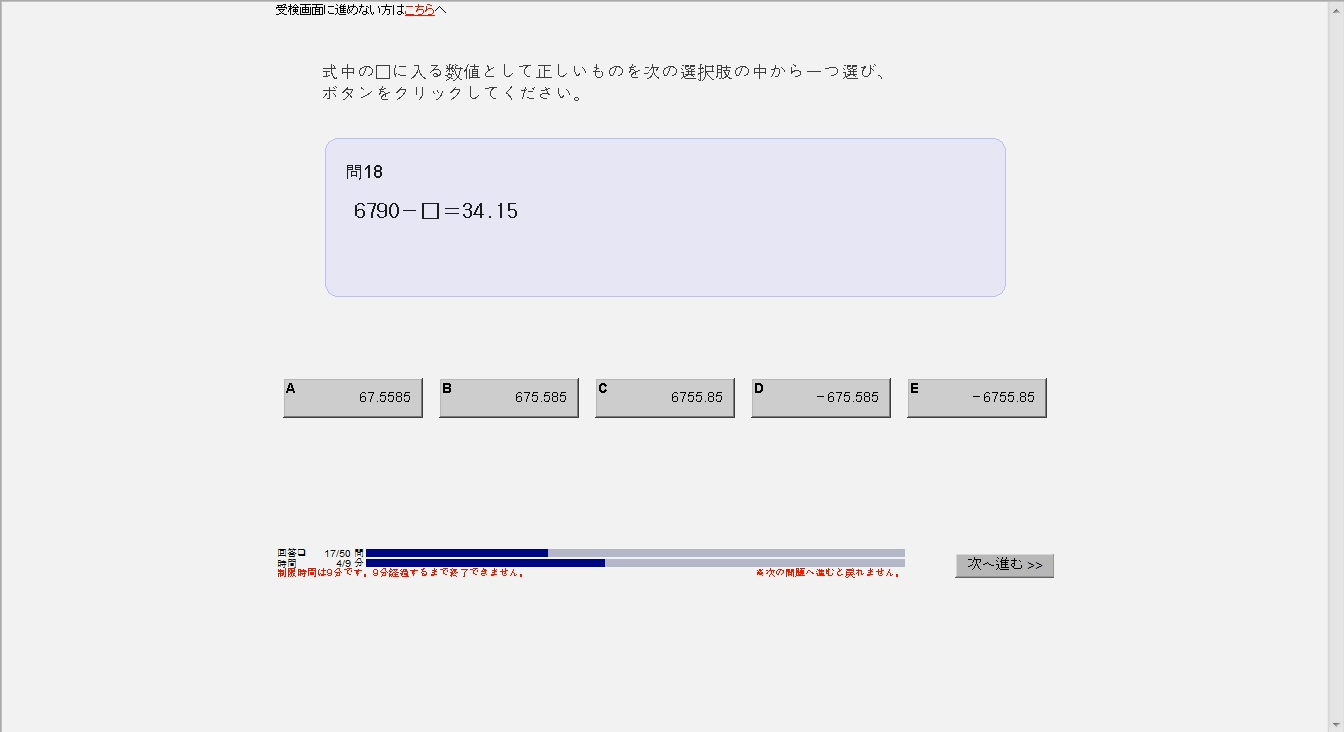 受検画面に進めない方はこちらへ
式中の□に入る数値として正しいものを次の選択肢の中から一つ選び、
ボタンをクリックしてください。
問18
6790－□＝34.15
A 67.5585
B 675.585
C 6755.85
D －675.585
E －6755.85
回答数 17/50 問
時間 4/9 分
制限時間は9分です。9分経過するまで終了できません。
※次の問題へ進むと戻れません。
次へ進む >>